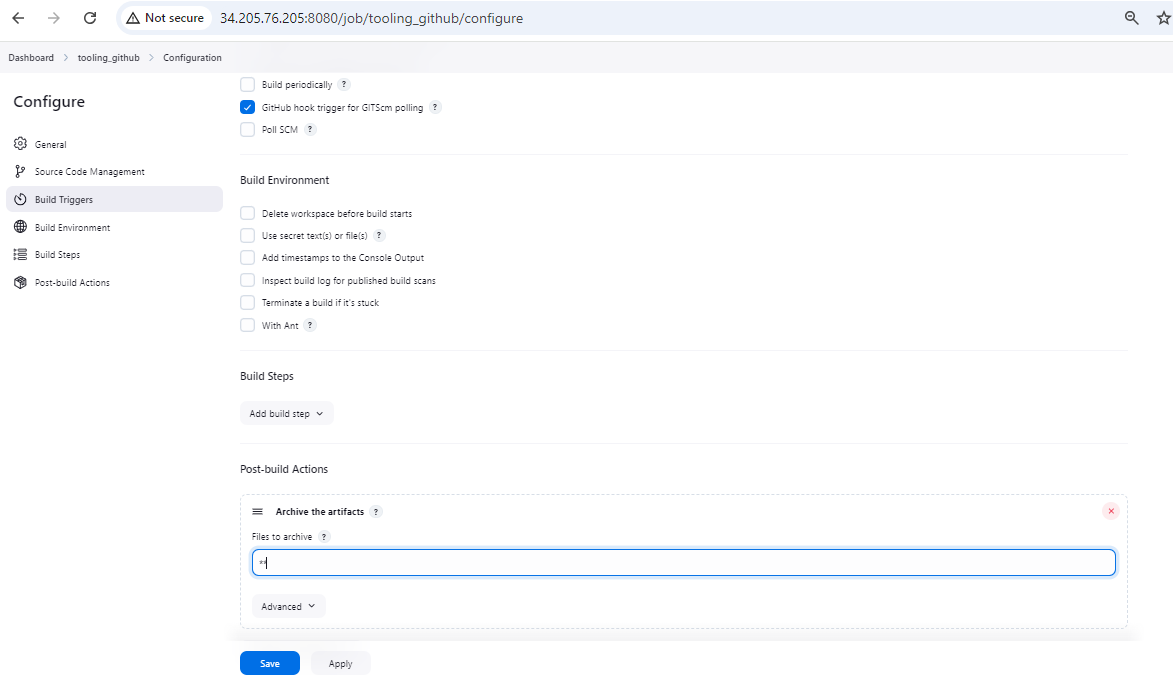 Not secure 34.205.76.205:8080/job/tooling_github/configure
Dashboard > tooling_github > Configuration
Configure
General
Source Code Management
Build Triggers
Build Environment
Build Steps
Post-build Actions
Build periodically ?
GitHub hook trigger for GITScm polling ?
Poll SCM ?
Build Environment
Delete workspace before build starts
Use secret text(s) or file(s) ?
Add timestamps to the Console Output
Inspect build log for published build scans
Terminate a build if it's stuck
With Ant ?
Build Steps
Add build step
Post-build Actions
Archive the artifacts ?
Files to archive ?
**
Advanced
Save Apply